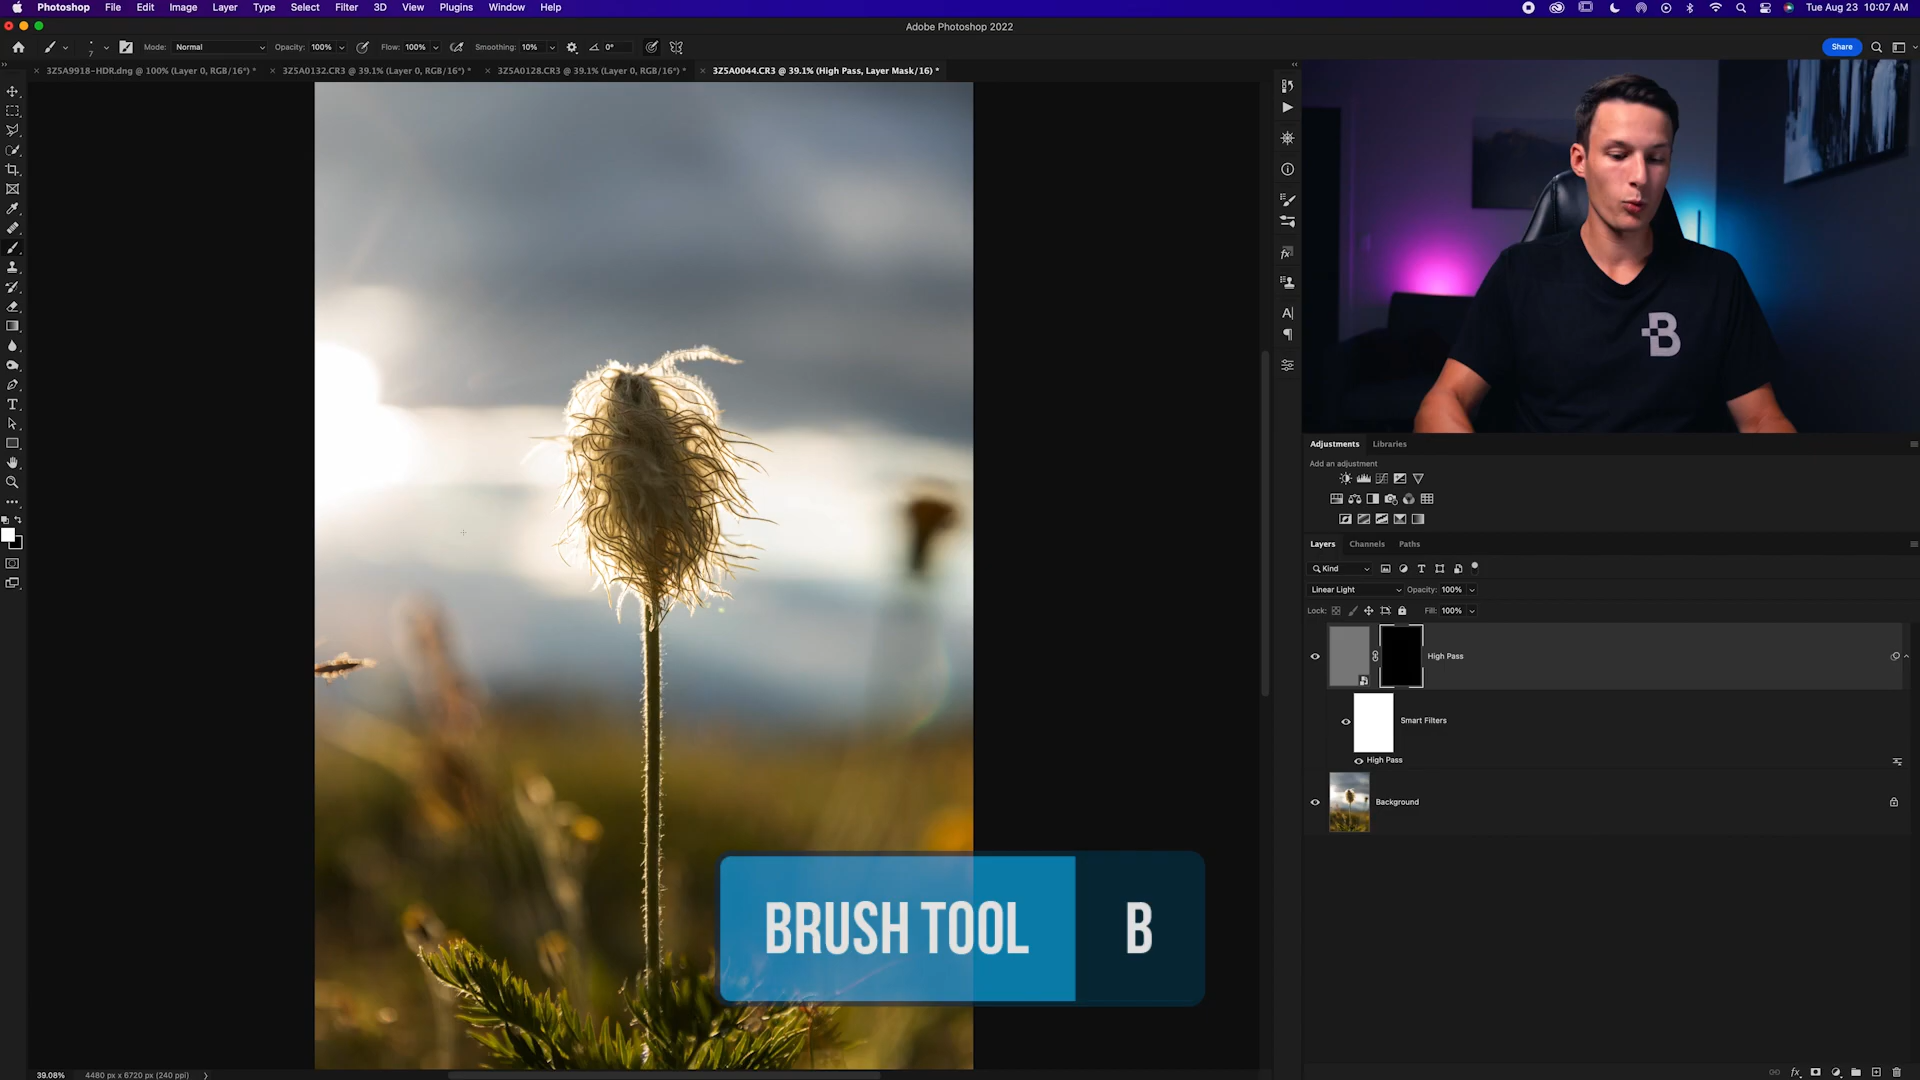 Photoshop File Edit Image Layer Type Select Filter 3D View Plugins Window Help Tue Aug 23 10:07 AM
Adobe Photoshop 2022
7 Mode: Normal Opacity: 100% Flow: 100% Smoothing: 10% 0° Share
3Z5A9918-HDR.dng @ 100% (Layer 0, RGB/16*) * 3Z5A0132.CR3 @ 39.1% (Layer 0, RGB/16*) * 3Z5A0128.CR3 @ 39.1% (Layer 0, RGB/16*) * 3Z5A0044.CR3 @ 39.1% (High Pass, Layer Mask/16) *
B
Adjustments Libraries
Add an adjustment
Layers Channels Paths
Kind
Linear Light Opacity: 100%
Lock: Fill: 100%
High Pass
Smart Filters
High Pass
Background
BRUSH TOOL B
39.08% 4480 px x 6720 px (240 ppi)